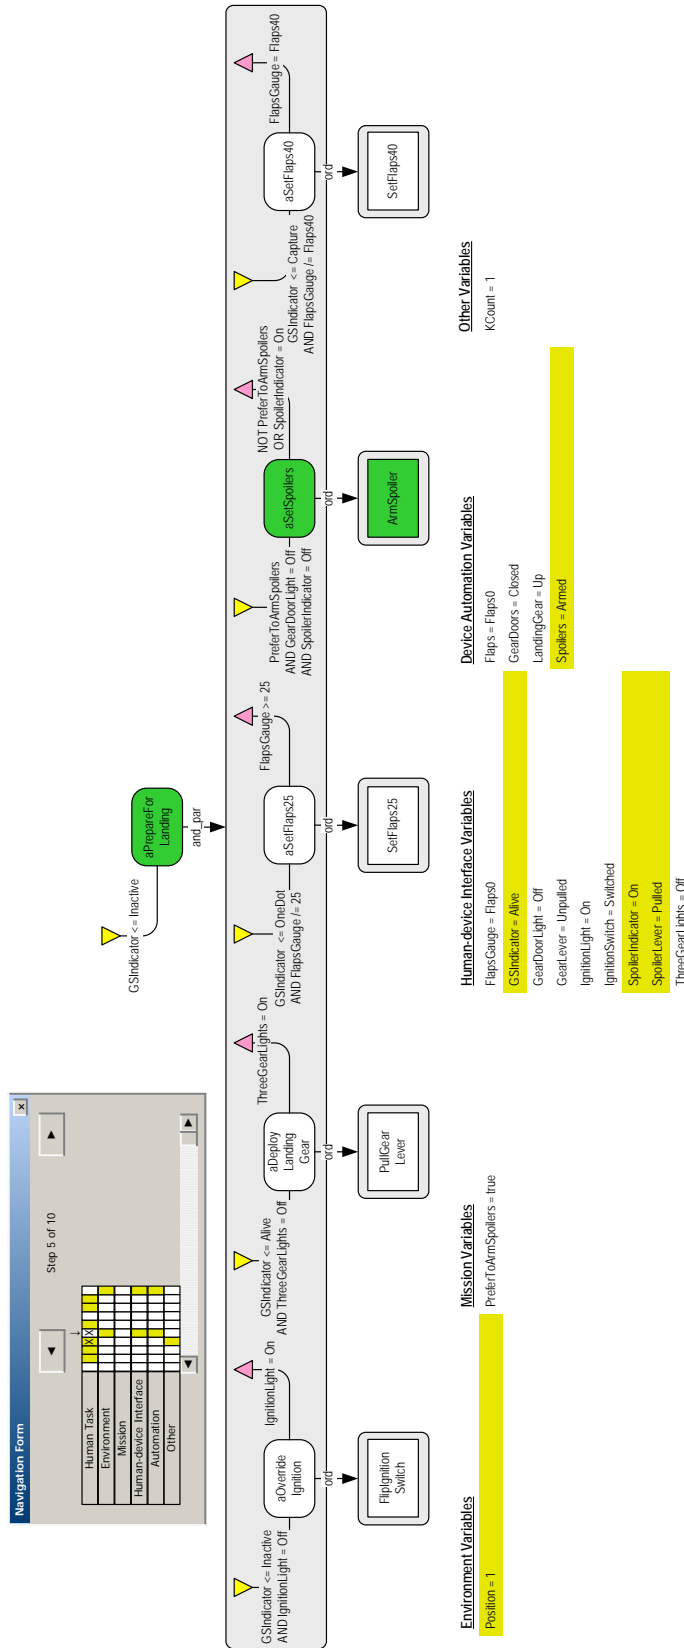 Navigation Form
x
Step 5 of 10
Human Task
X
X
Environment
Mission
Human-device Interface
Automation
Other
GSIndicator <= Inactive
aPrepareFor
Landing
and_par
GSIndicator <= Inactive
AND IgnitionLight = Off
aOverride
Ignition
IgnitionLight = On
ord
FlipIgnition
Switch
GSIndicator <= Alive
AND ThreeGearLights = Off
aDeploy
Landing
Gear
ThreeGearLights = On
ord
PullGear
Lever
GSIndicator <= OneDot
AND FlapsGauge /= 25
aSetFlaps25
FlapsGauge >= 25
ord
SetFlaps25
PreferToArmSpoilers
AND GearDoorLight = Off
AND SpoilerIndicator = Off
aSetSpoilers
NOT PreferToArmSpoilers
OR SpoilerIndicator = On
ord
ArmSpoiler
GSIndicator <= Capture
AND FlapsGauge /= Flaps40
aSetFlaps40
FlapsGauge = Flaps40
ord
SetFlaps40
Environment Variables
Position = 1
Mission Variables
PreferToArmSpoilers = true
Human-device Interface Variables
FlapsGauge = Flaps0
GSIndicator = Alive
GearDoorLight = Off
GearLever = Unpulled
IgnitionLight = On
IgnitionSwitch = Switched
SpoilerIndicator = On
SpoilerLever = Pulled
ThreeGearLights = Off
Device Automation Variables
Flaps = Flaps0
GearDoors = Closed
LandingGear = Up
Spoilers = Armed
Other Variables
KCount = 1